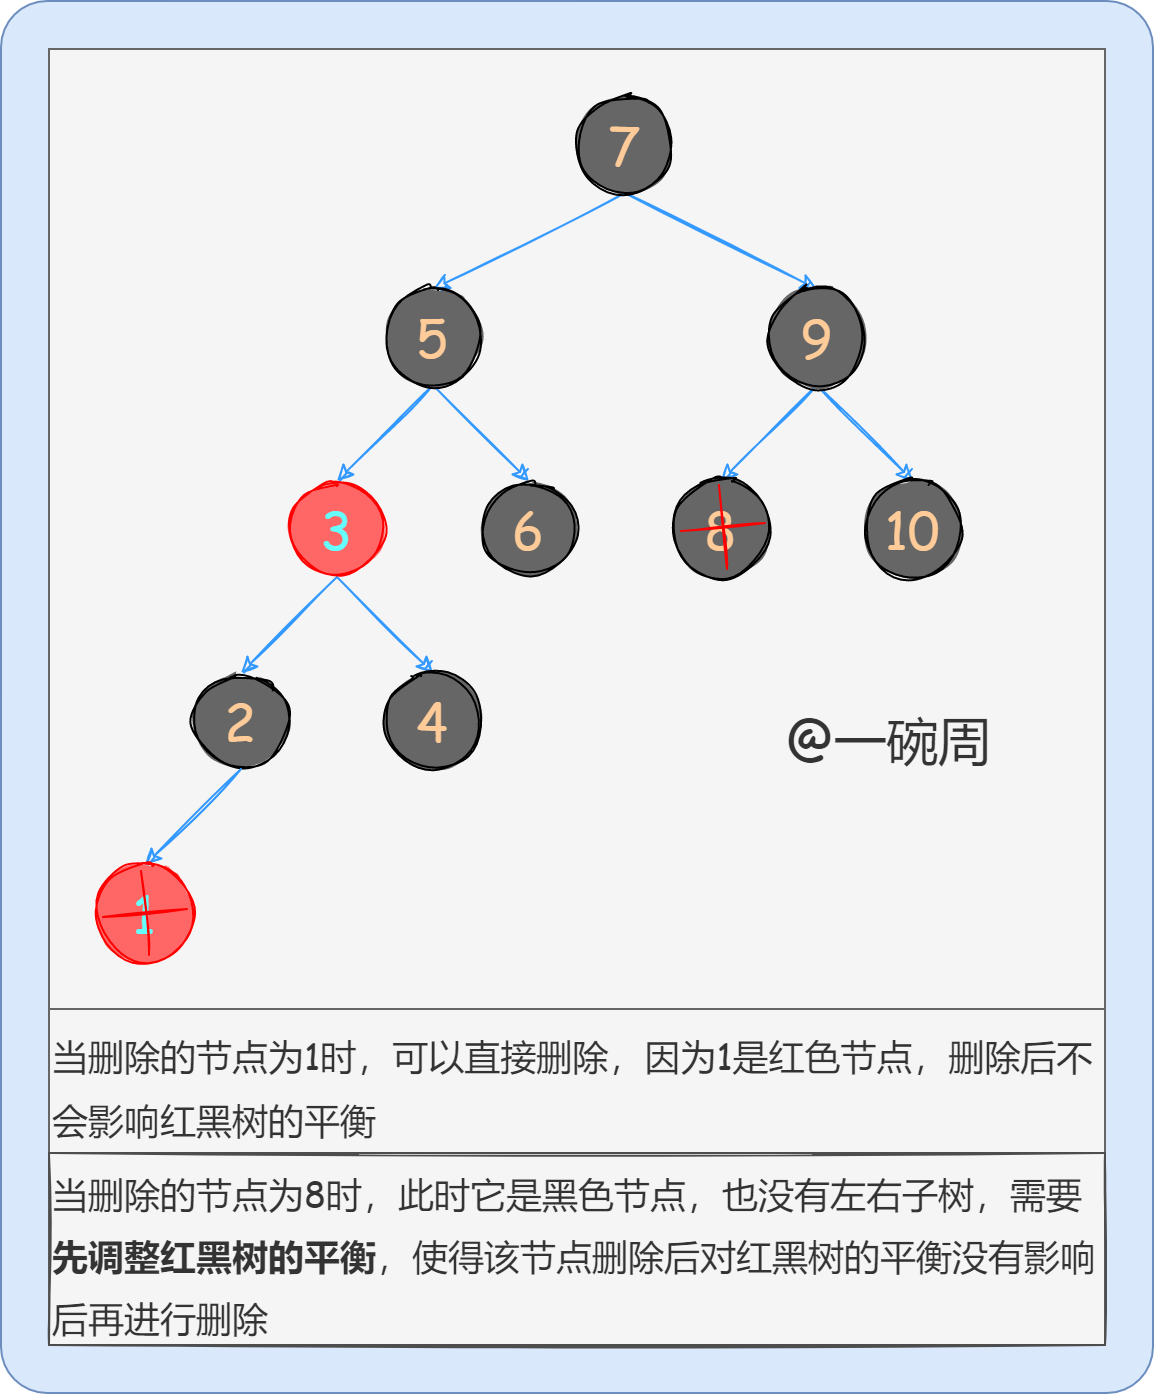 7
5
9
3
6
8
10
2
4
@一碗周
1
当删除的节点为1时，可以直接删除，因为1是红色节点，删除后不
会影响红黑树的平衡
当删除的节点为8时，此时它是黑色节点，也没有左右子树，需要
先调整红黑树的平衡，使得该节点删除后对红黑树的平衡没有影响
后再进行删除